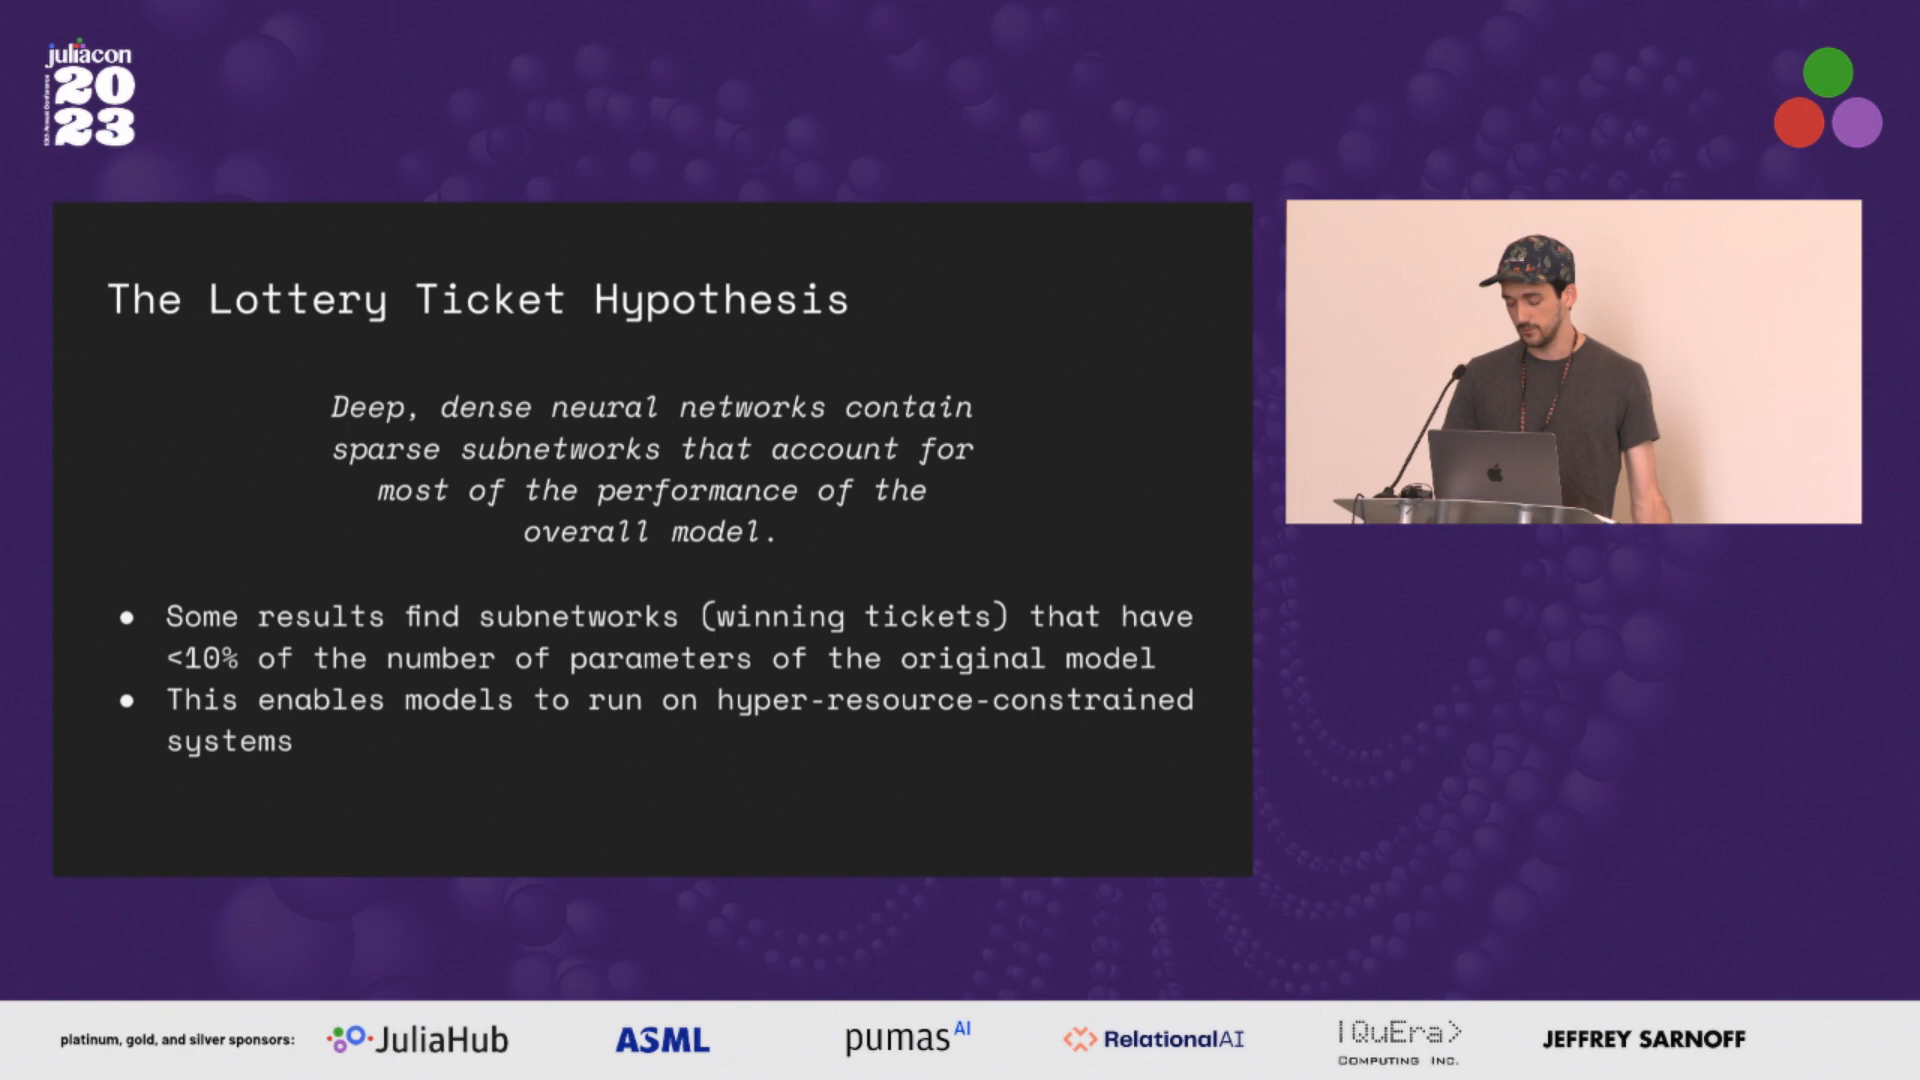 juliacon
20
23
The Lottery Ticket Hypothesis
Deep, dense neural networks contain
sparse subnetworks that account for
most of the performance of the
overall model.
● Some results find subnetworks (winning tickets) that have
<10% of the number of parameters of the original model
● This enables models to run on hyper-resource-constrained
systems
platinum, gold, and silver sponsors:
JuliaHub
ASML
pumas AI
RelationalAI
|QuEra>
COMPUTING INC.
JEFFREY SARNOFF